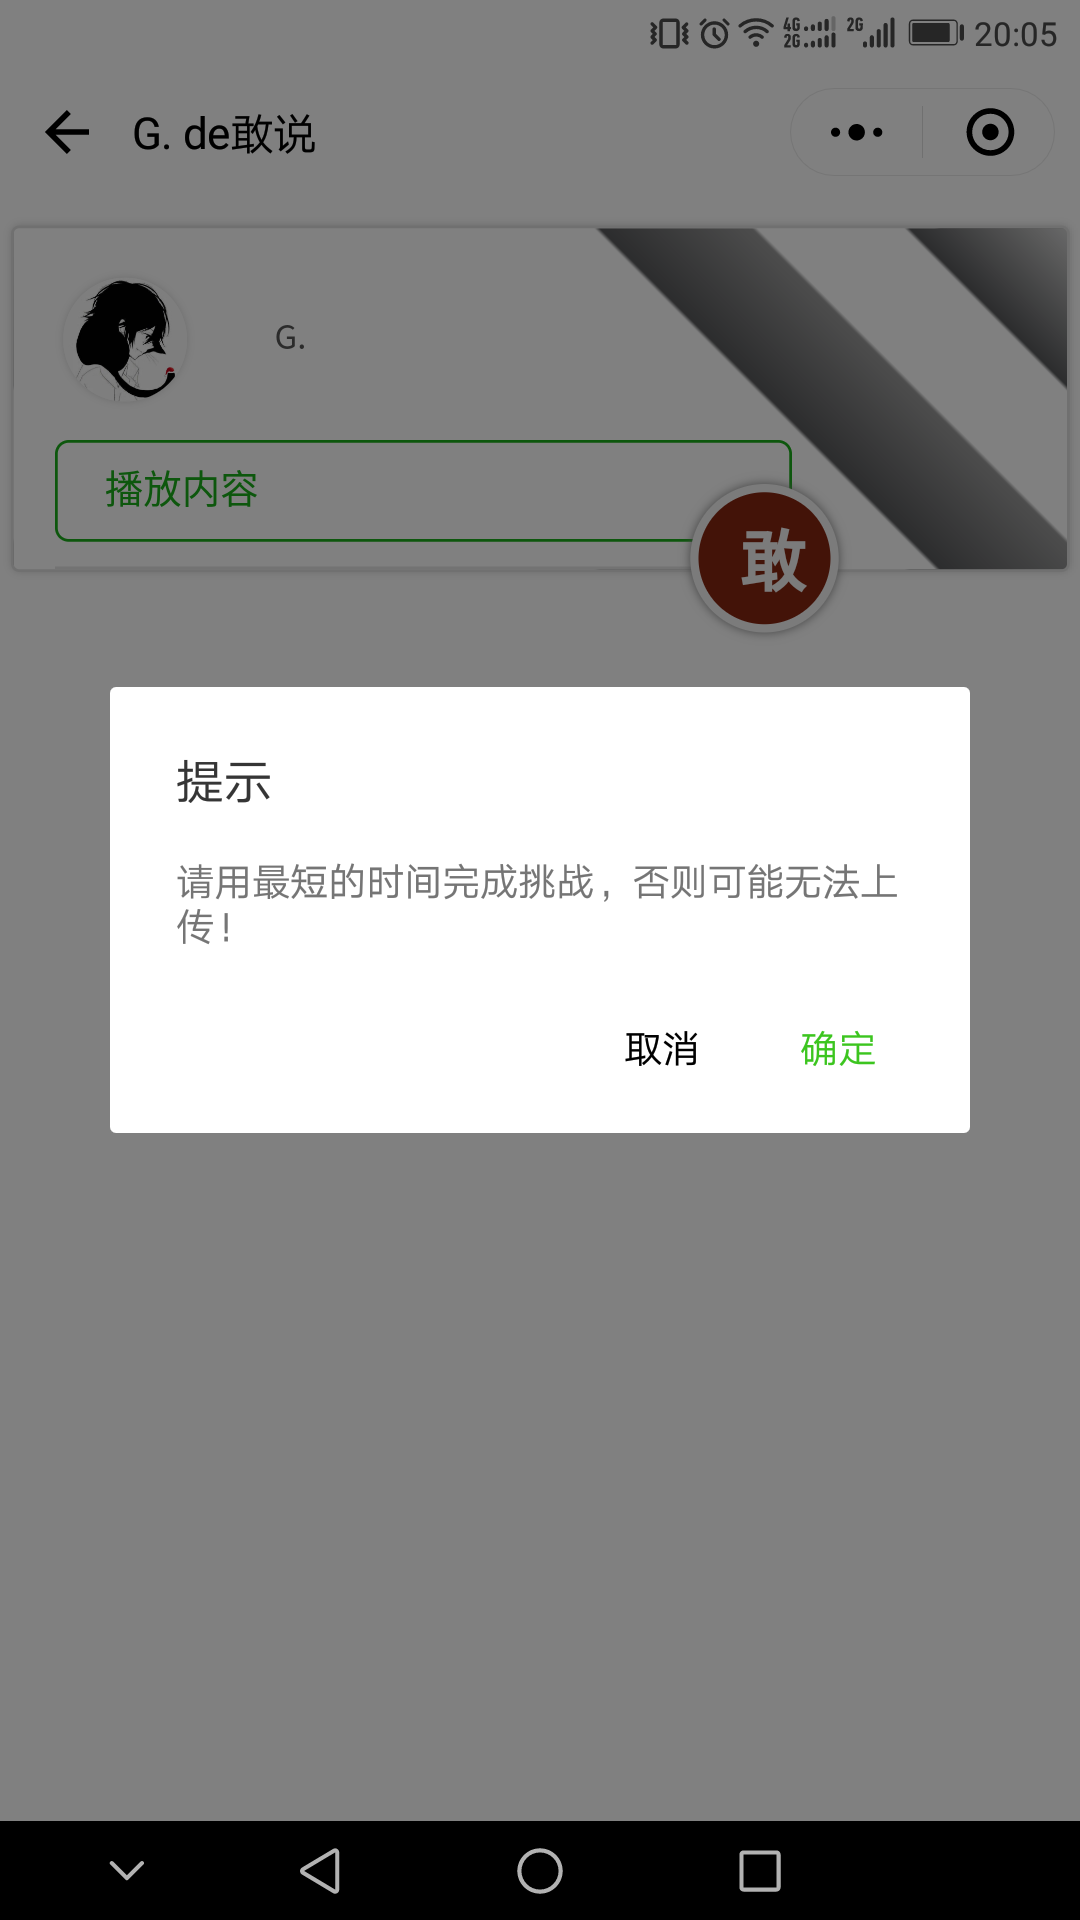 4G 2G 2G 20:05
G. de敢说
G.
播放内容
敢
提示
请用最短的时间完成挑战，否则可能无法上
传！
取消 确定